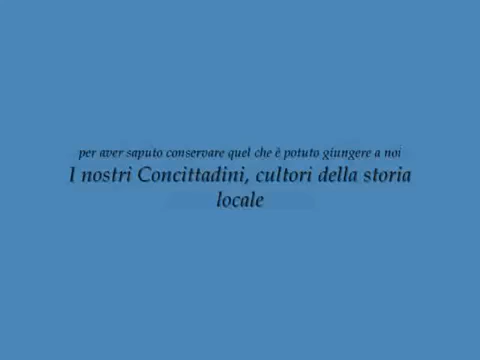 per aver saputo conservare quel che è potuto giungere a noi
I nostri Concittadini, cultori della storia
locale